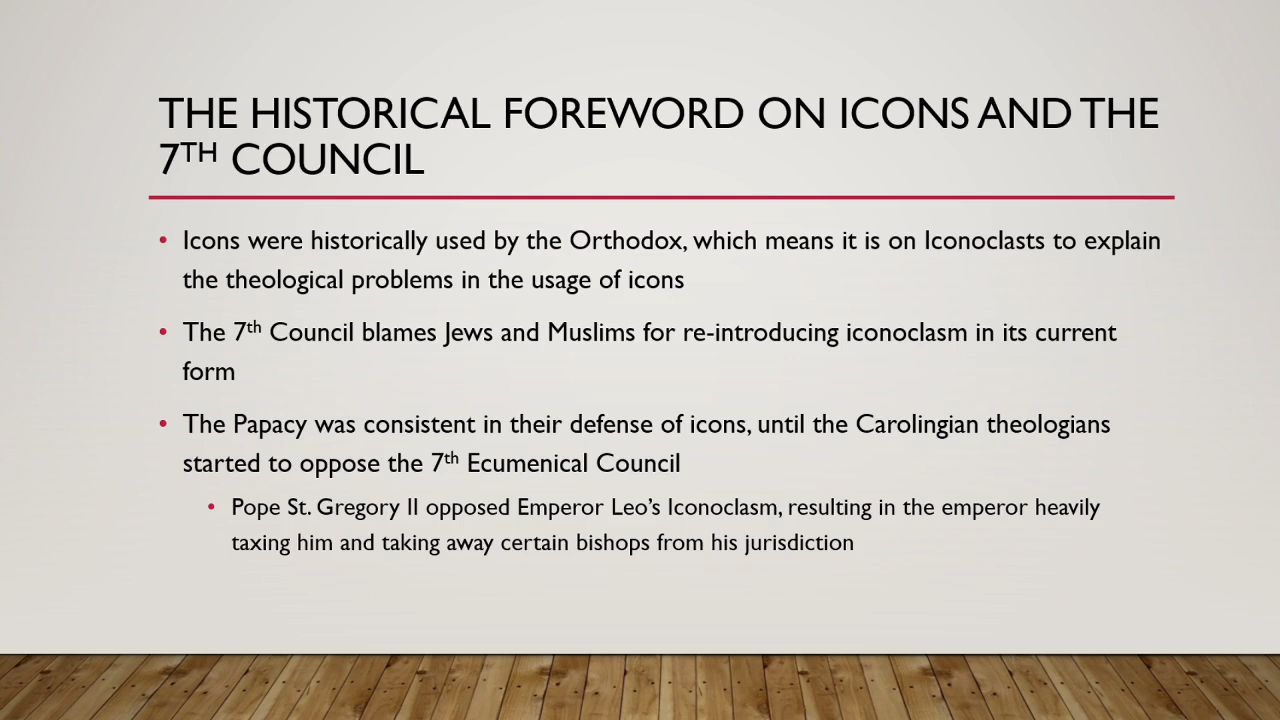 THE HISTORICAL FOREWORD ON ICONS AND THE
7TH COUNCIL
• Icons were historically used by the Orthodox, which means it is on Iconoclasts to explain
the theological problems in the usage of icons
• The 7th Council blames Jews and Muslims for re-introducing iconoclasm in its current
form
• The Papacy was consistent in their defense of icons, until the Carolingian theologians
started to oppose the 7th Ecumenical Council
• Pope St. Gregory II opposed Emperor Leo's Iconoclasm, resulting in the emperor heavily
taxing him and taking away certain bishops from his jurisdiction